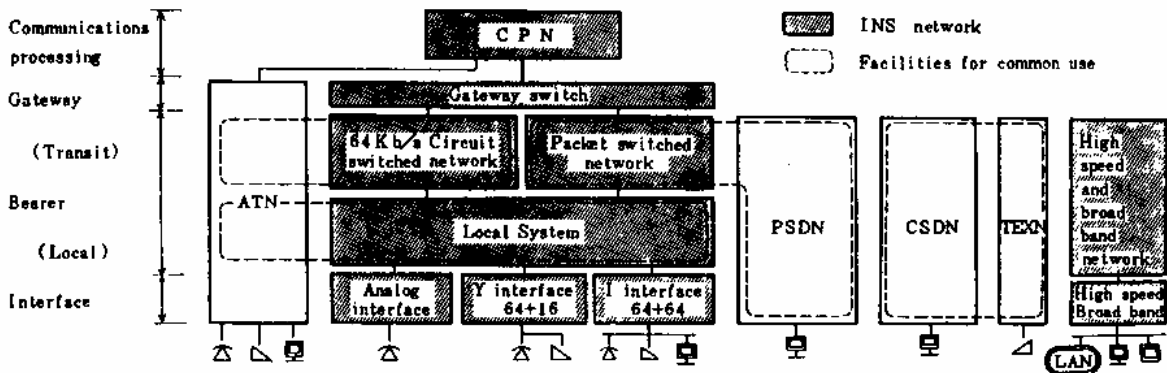 Communications
processing
Gateway
(Transit)
Bearer
(Local)
Interface
CPN
INS network
Facilities for common use
Gateway switch
64Kb/s Circuit
switched network
Packet switched
network
ATN
Local System
PSDN
CSDN
TEXN
High
speed
and
broad
band
network
Analog
interface
Y interface
64+16
I interface
64+64
High speed
Broad band
LAN